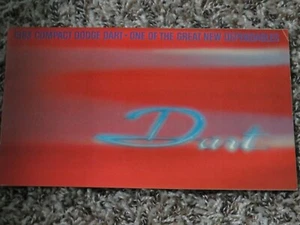 COMPACT DODGE DART - ONE OF THE GREAT NEW
Dart